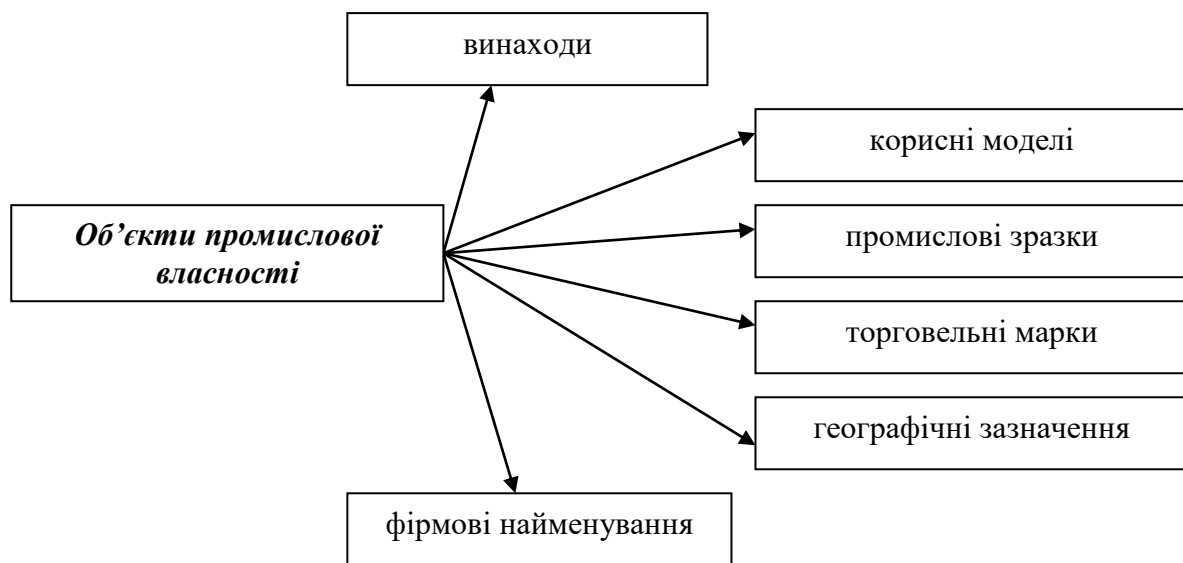 винаходи
корисні моделі
Об’єкти промислової
власності
промислові зразки
торговельні марки
географічні зазначення
фірмові найменування